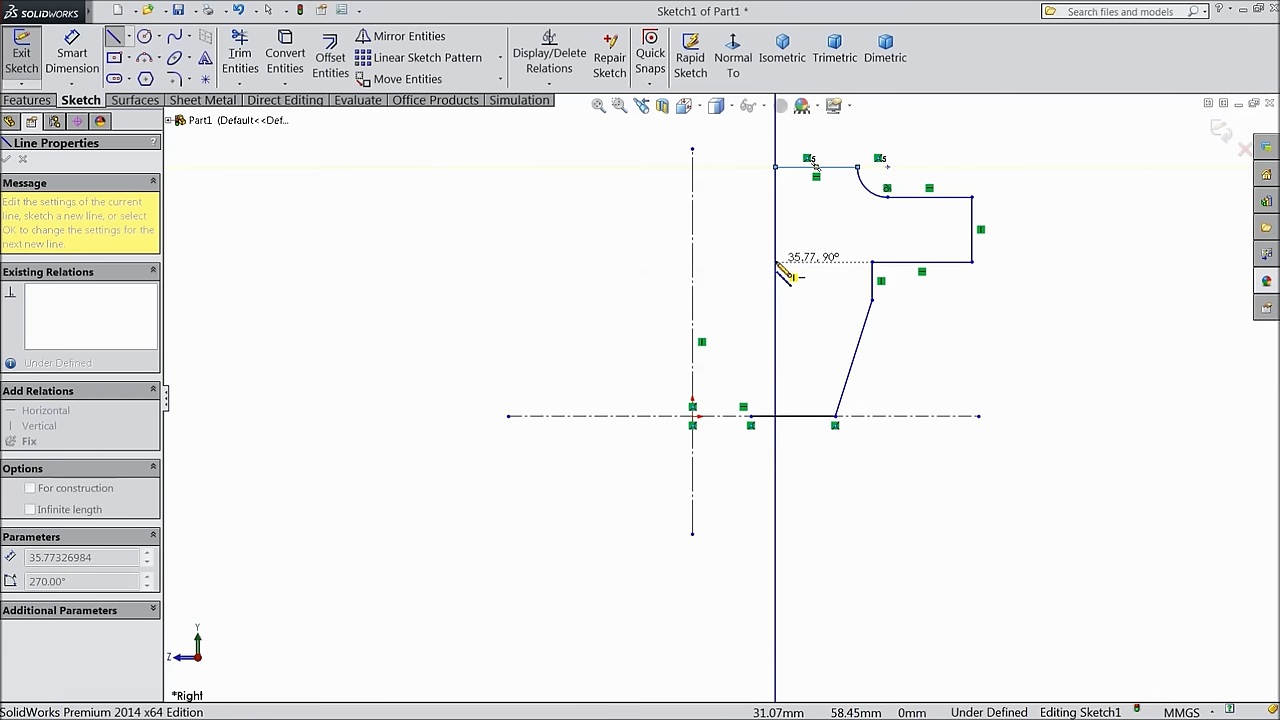 SOLIDWORKS
Sketch1 of Part1 *
Search files and models
Exit
Sketch
Smart
Dimension
Trim
Entities
Convert
Entities
Offset
Entities
Mirror Entities
Linear Sketch Pattern
Move Entities
Display/Delete
Relations
Repair
Sketch
Quick
Snaps
Rapid
Sketch
Normal
To
Isometric
Trimetric
Dimetric
Features
Sketch
Surfaces
Sheet Metal
Direct Editing
Evaluate
Office Products
Simulation
Part1 (Default<<Def...
Line Properties
Message
Edit the settings of the current
line, sketch a new line, or select
OK to change the settings for the
next new line.
Existing Relations
Under Defined
Add Relations
Horizontal
Vertical
Fix
Options
For construction
Infinite length
Parameters
35.77326984
270.00°
Additional Parameters
35.77, 90°
Y
Z
*Right
SolidWorks Premium 2014 x64 Edition
31.07mm
58.45mm
0mm
Under Defined
Editing Sketch1
MMGS